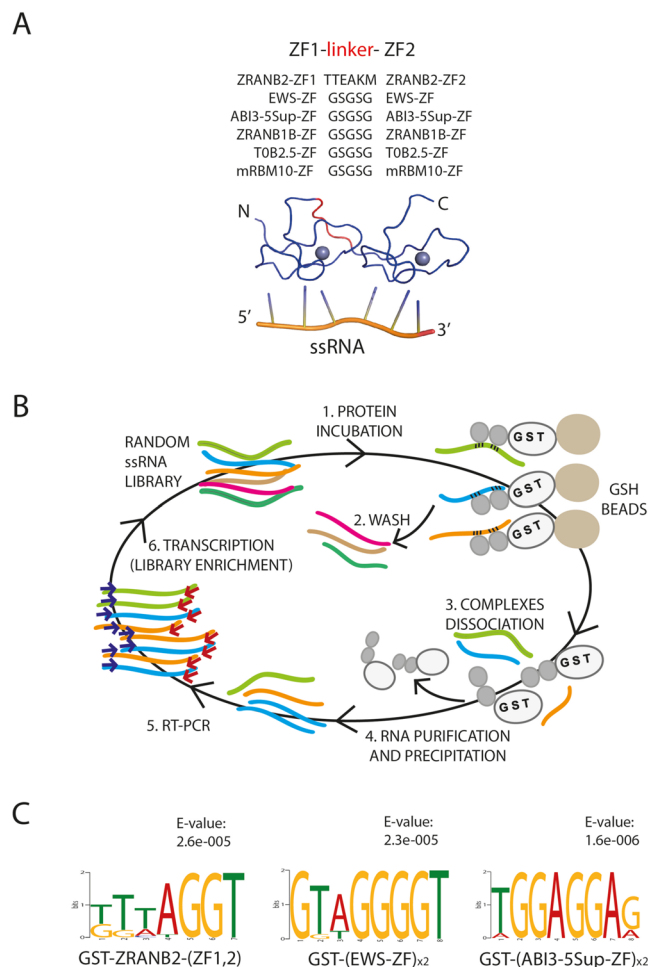 A
ZF1-linker- ZF2
ZRANB2-ZF1 TTEAKM ZRANB2-ZF2
EWS-ZF GSGSG EWS-ZF
ABI3-5Sup-ZF GSGSG ABI3-5Sup-ZF
ZRANB1B-ZF GSGSG ZRANB1B-ZF
T0B2.5-ZF GSGSG T0B2.5-ZF
mRBM10-ZF GSGSG mRBM10-ZF
N C
5' 3'
ssRNA
B
1. PROTEIN
INCUBATION
RANDOM
ssRNA
LIBRARY
GST
GST
GST
GSH
BEADS
2. WASH
6. TRANSCRIPTION
(LIBRARY ENRICHMENT)
3. COMPLEXES
DISSOCIATION
GST
GST
5. RT-PCR
4. RNA PURIFICATION
AND PRECIPITATION
C
E-value:
2.6e-005
E-value:
2.3e-005
E-value:
1.6e-006
GST-ZRANB2-(ZF1,2)
GST-(EWS-ZF)x2
GST-(ABI3-5Sup-ZF)x2